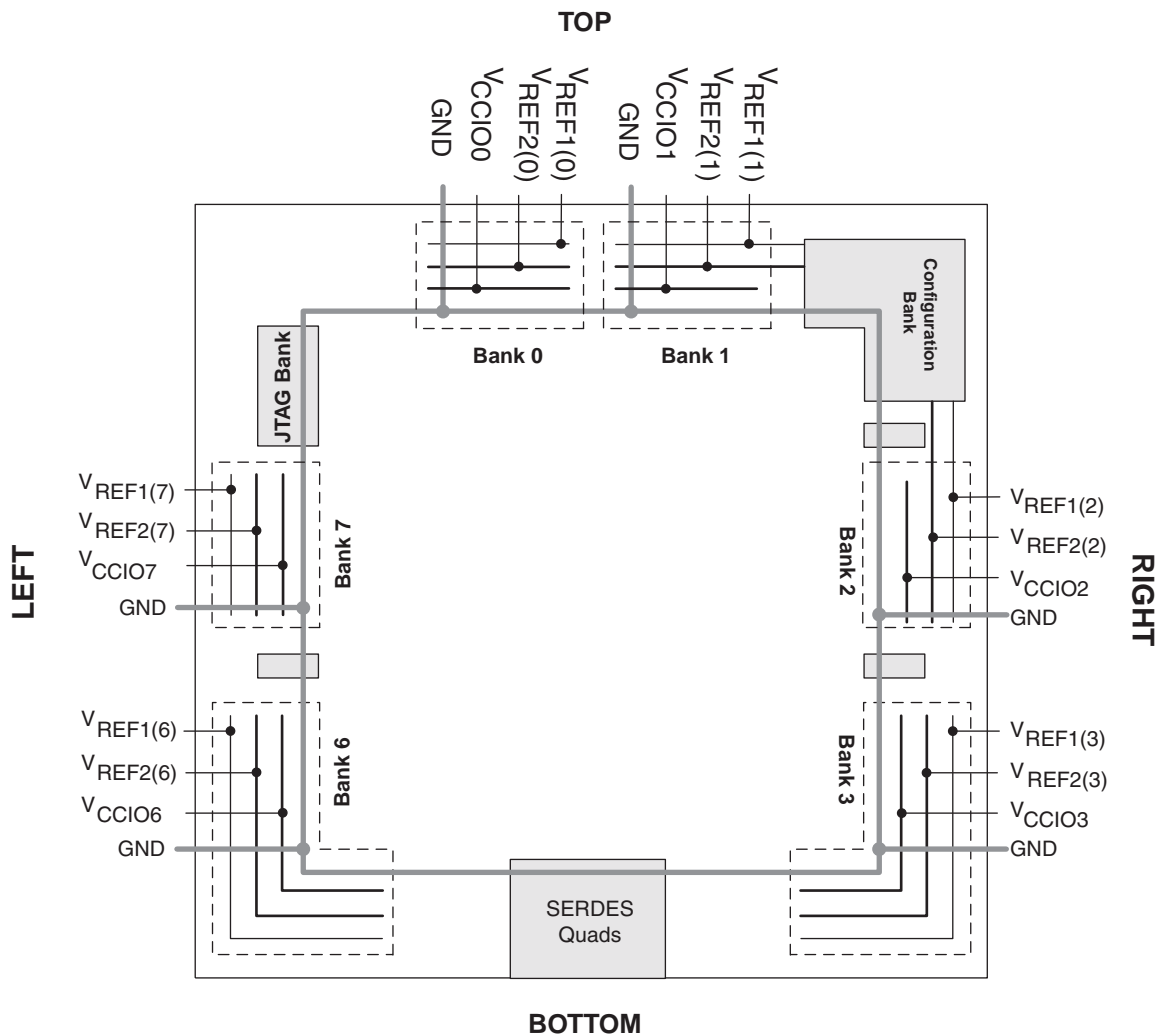 TOP
GND
VCCIO0
VREF2(0)
VREF1(0)
GND
VCCIO1
VREF2(1)
VREF1(1)
Configuration
Bank
Bank 0
Bank 1
JTAG Bank
LEFT
VREF1(7)
VREF2(7)
VCCIO7
GND
Bank 7
Bank 2
VREF1(2)
VREF2(2)
VCCIO2
GND
RIGHT
VREF1(6)
VREF2(6)
VCCIO6
GND
Bank 6
Bank 3
VREF1(3)
VREF2(3)
VCCIO3
GND
SERDES
Quads
BOTTOM